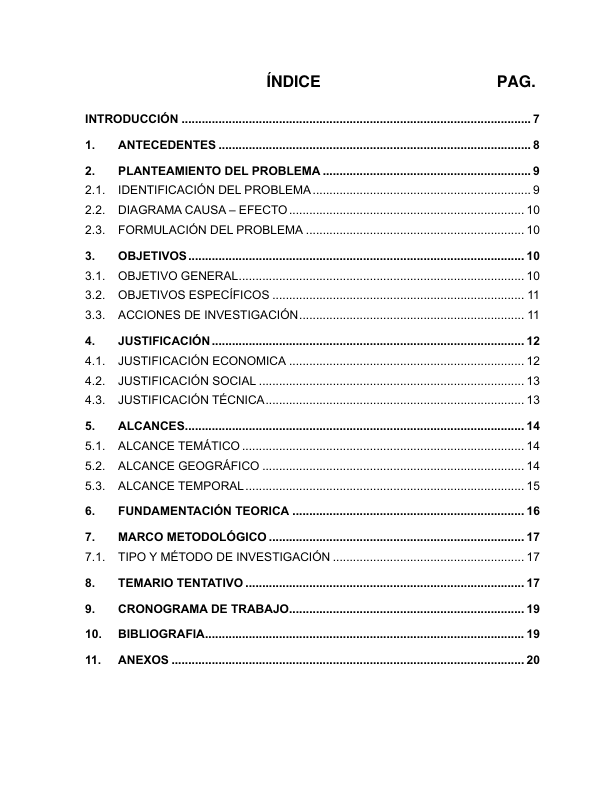 ÍNDICE PAG.
INTRODUCCIÓN ........................................................................................................ 7
1. ANTECEDENTES ............................................................................................. 8
2. PLANTEAMIENTO DEL PROBLEMA ............................................................. 9
2.1. IDENTIFICACIÓN DEL PROBLEMA ................................................................. 9
2.2. DIAGRAMA CAUSA – EFECTO ...................................................................... 10
2.3. FORMULACIÓN DEL PROBLEMA ................................................................. 10
3. OBJETIVOS .................................................................................................... 10
3.1. OBJETIVO GENERAL ..................................................................................... 10
3.2. OBJETIVOS ESPECÍFICOS ........................................................................... 11
3.3. ACCIONES DE INVESTIGACIÓN ................................................................... 11
4. JUSTIFICACIÓN ............................................................................................. 12
4.1. JUSTIFICACIÓN ECONOMICA ...................................................................... 12
4.2. JUSTIFICACIÓN SOCIAL ............................................................................... 13
4.3. JUSTIFICACIÓN TÉCNICA ............................................................................. 13
5. ALCANCES ..................................................................................................... 14
5.1. ALCANCE TEMÁTICO .................................................................................... 14
5.2. ALCANCE GEOGRÁFICO .............................................................................. 14
5.3. ALCANCE TEMPORAL ................................................................................... 15
6. FUNDAMENTACIÓN TEORICA ..................................................................... 16
7. MARCO METODOLÓGICO ............................................................................ 17
7.1. TIPO Y MÉTODO DE INVESTIGACIÓN ......................................................... 17
8. TEMARIO TENTATIVO ................................................................................... 17
9. CRONOGRAMA DE TRABAJO ...................................................................... 19
10. BIBLIOGRAFIA ............................................................................................... 19
11. ANEXOS ......................................................................................................... 20